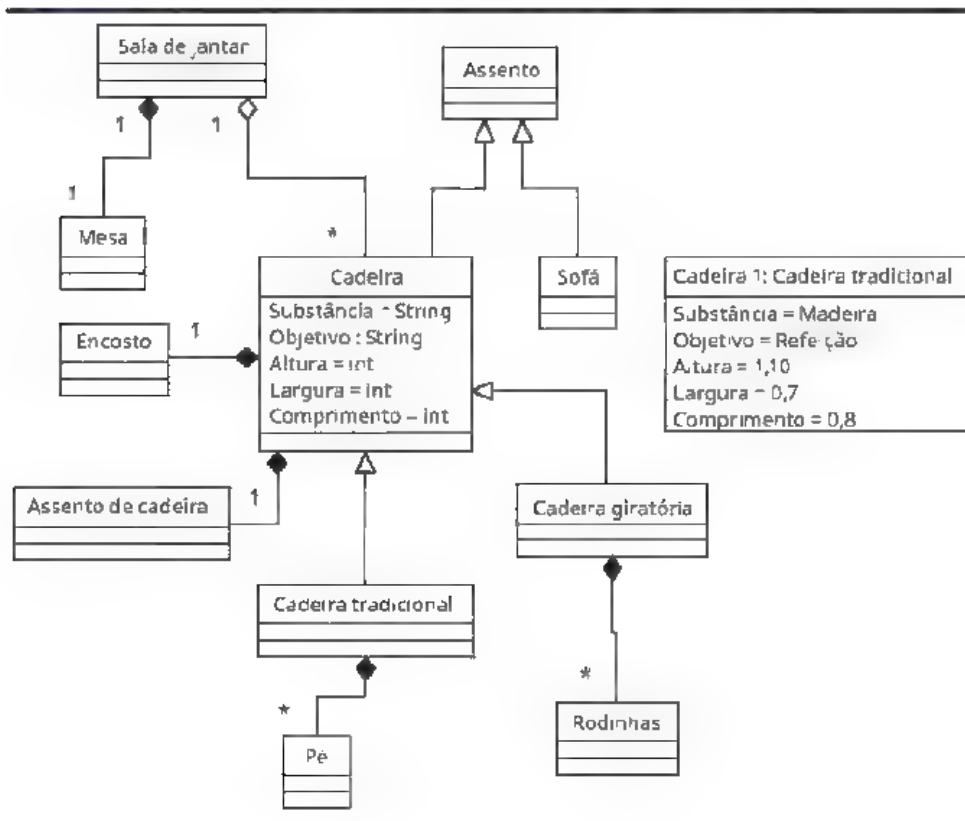 Sala de jantar
Assento
1
1
1
Mesa
*
Cadeira
Substância = String
Objetivo : String
Altura = int
Largura = int
Comprimento = int
Sofá
Cadeira 1: Cadeira tradicional
Substância = Madeira
Objetivo = Refeição
Altura = 1,10
Largura = 0,7
Comprimento = 0,8
Encosto
1
Assento de cadeira
1
Cadeira giratória
Cadeira tradicional
*
Pé
*
Rodinhas